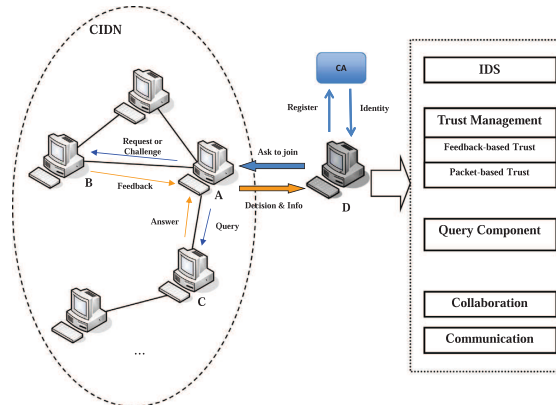 CIDN
CA
IDS
Register
Identity
Trust Management
Feedback-based Trust
Packet-based Trust
Request or
Challenge
Ask to join
B
Feedback
A
D
Decision & Info
Answer
Query
Query Component
C
Collaboration
Communication
...